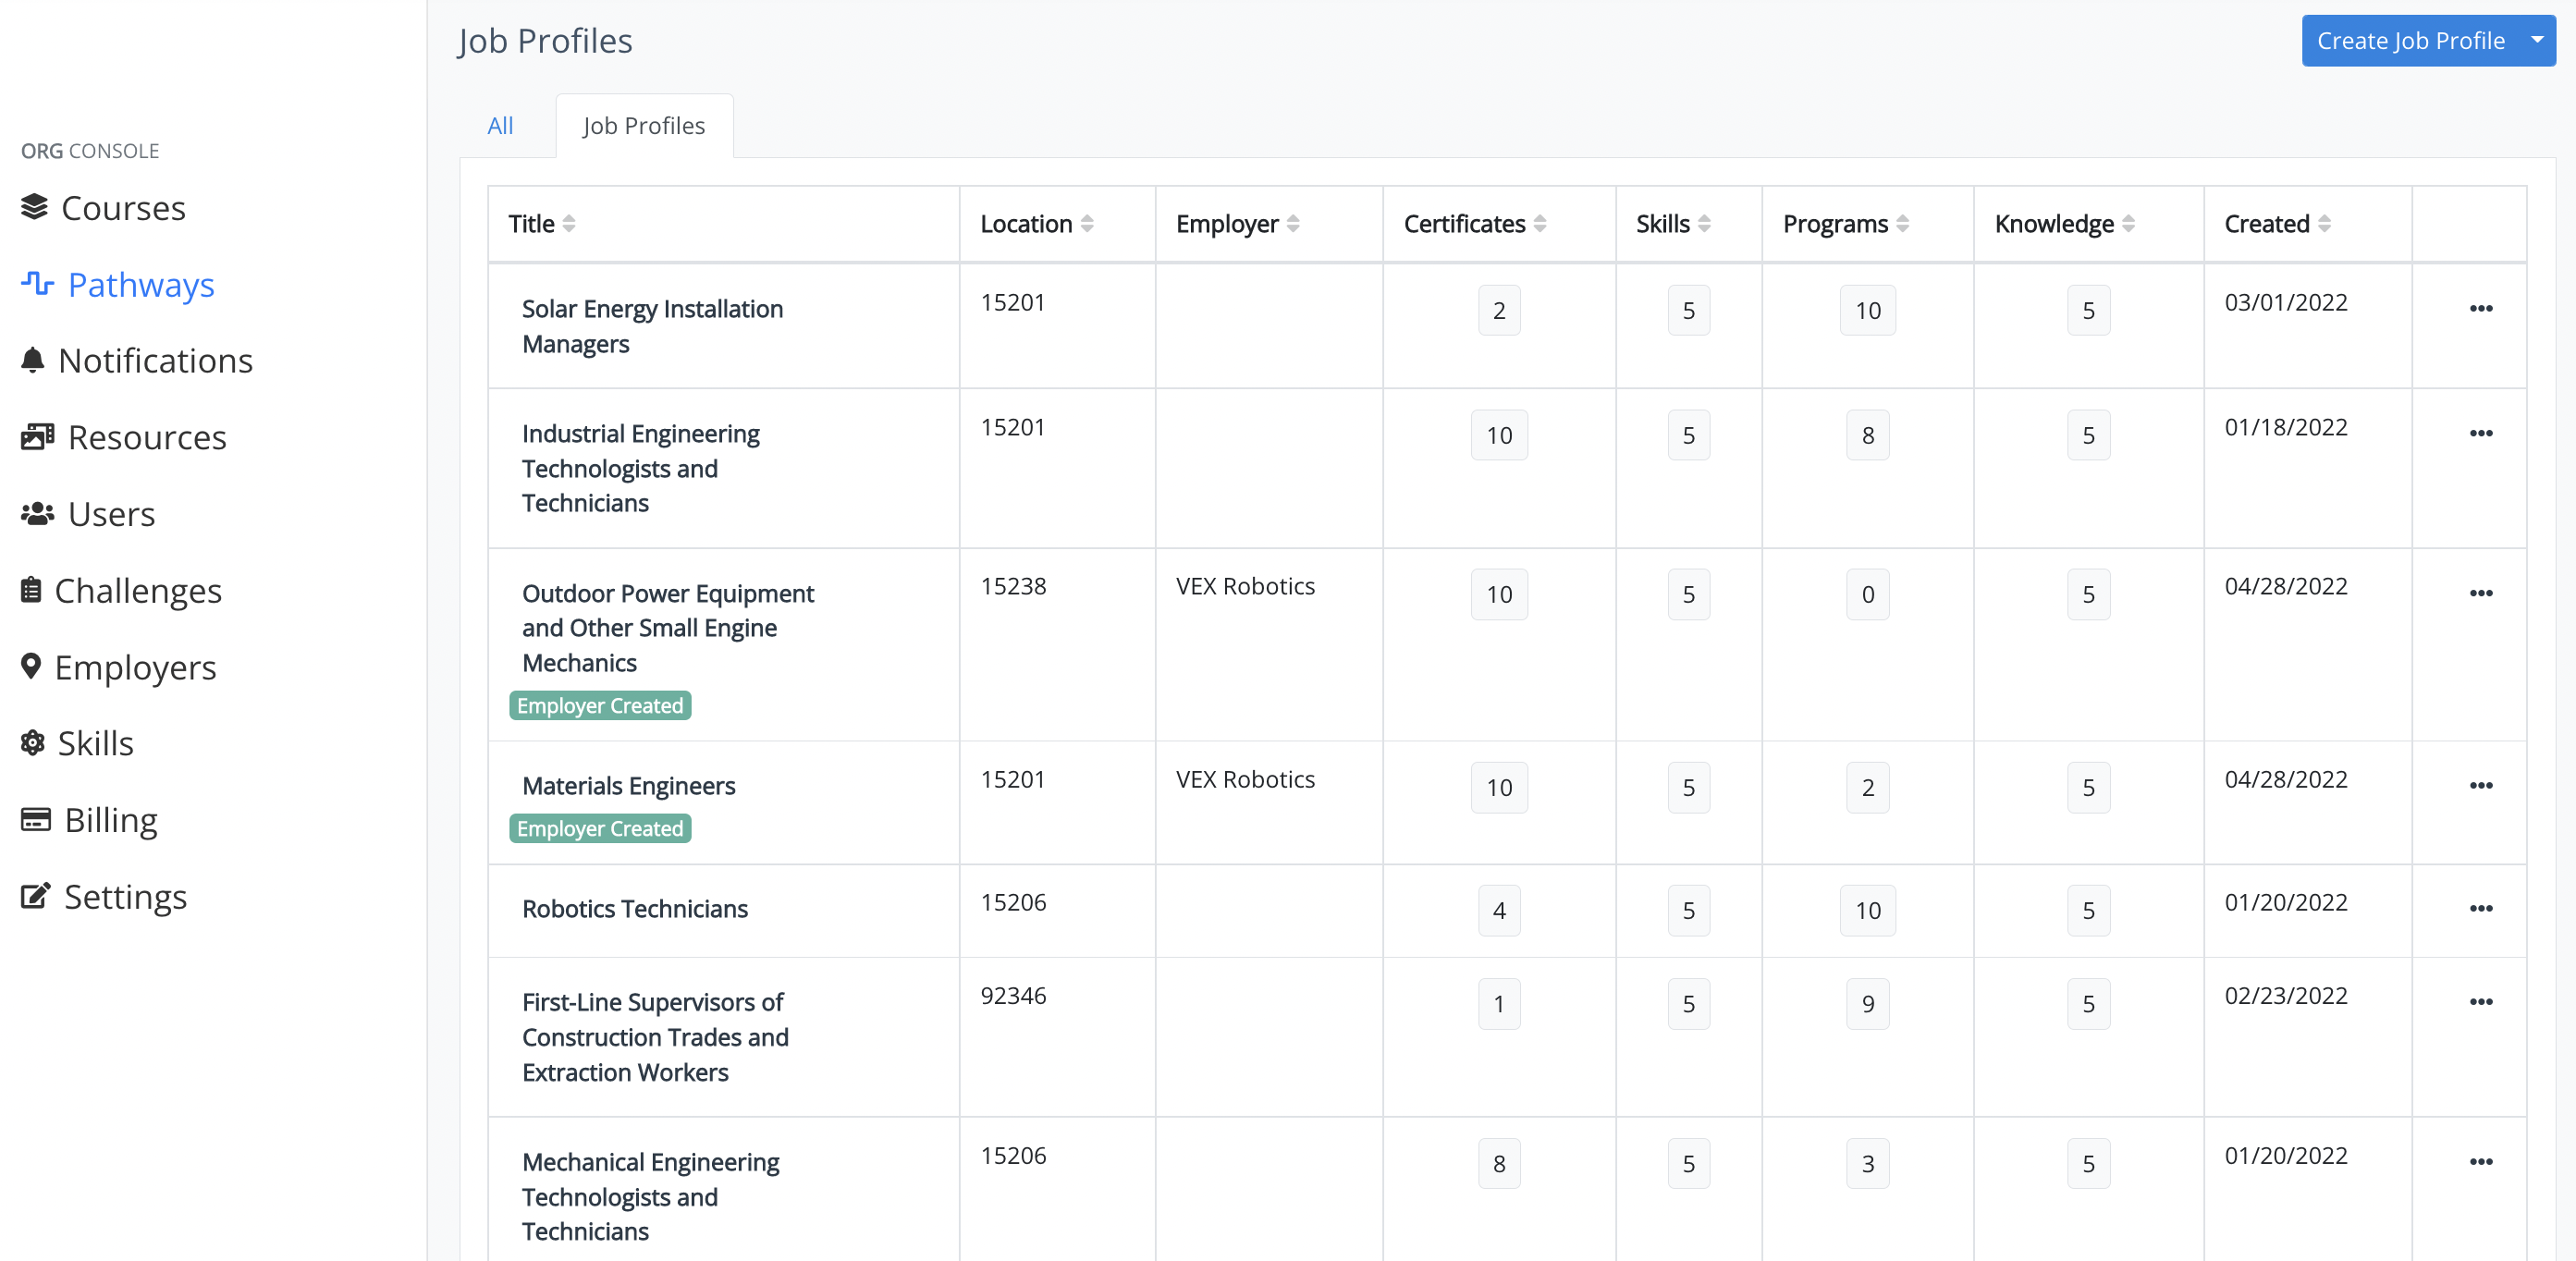 Job Profiles
Create Job Profile
All
Job Profiles
ORG CONSOLE
Courses
Pathways
Notifications
Resources
Users
Challenges
Employers
Skills
Billing
Settings
Title Location Employer Certificates Skills Programs Knowledge Created
Solar Energy Installation
Managers
15201 2 5 10 5 03/01/2022
Industrial Engineering
Technologists and
Technicians
15201 10 5 8 5 01/18/2022
Outdoor Power Equipment
and Other Small Engine
Mechanics
Employer Created
15238 VEX Robotics 10 5 0 5 04/28/2022
Materials Engineers
Employer Created
15201 VEX Robotics 10 5 2 5 04/28/2022
Robotics Technicians
15206 4 5 10 5 01/20/2022
First-Line Supervisors of
Construction Trades and
Extraction Workers
92346 1 5 9 5 02/23/2022
Mechanical Engineering
Technologists and
Technicians
15206 8 5 3 5 01/20/2022